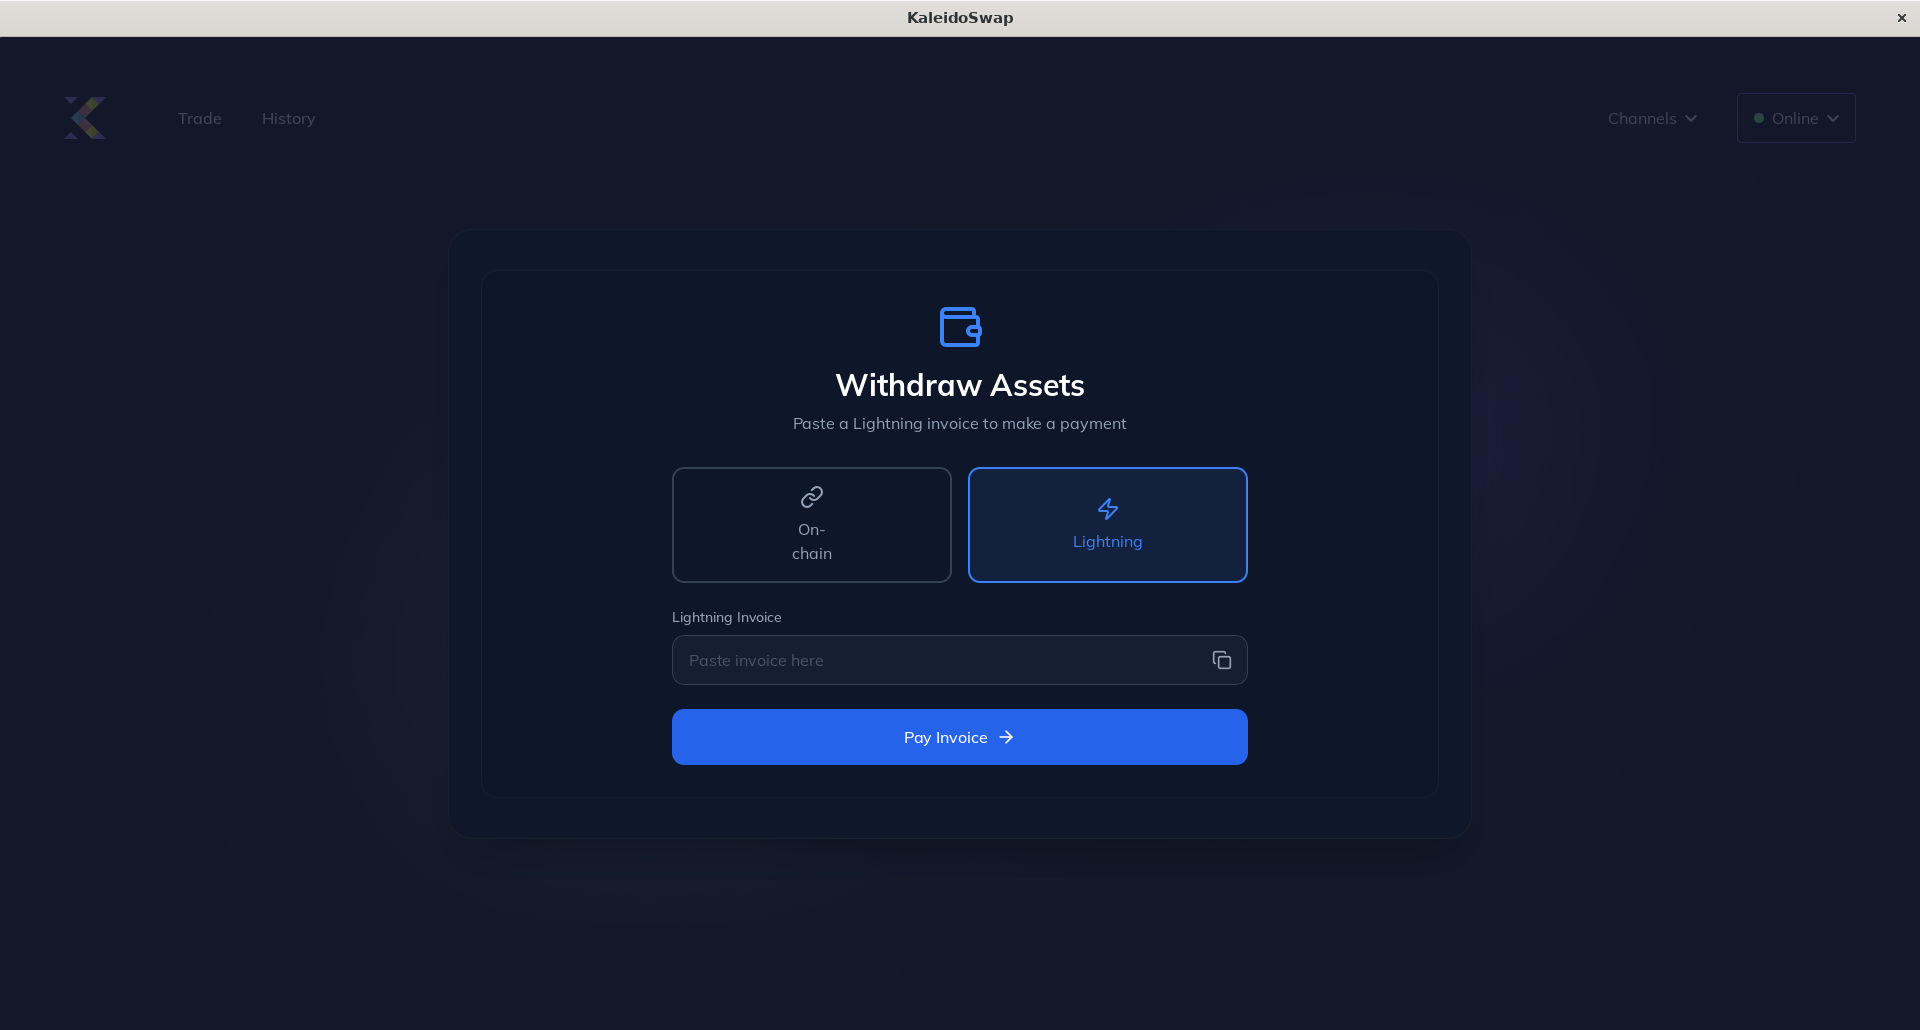 KaleidoSwap
Trade
History
Channels
Online
Withdraw Assets
Paste a Lightning invoice to make a payment
On-
chain
Lightning
Lightning Invoice
Paste invoice here
Pay Invoice